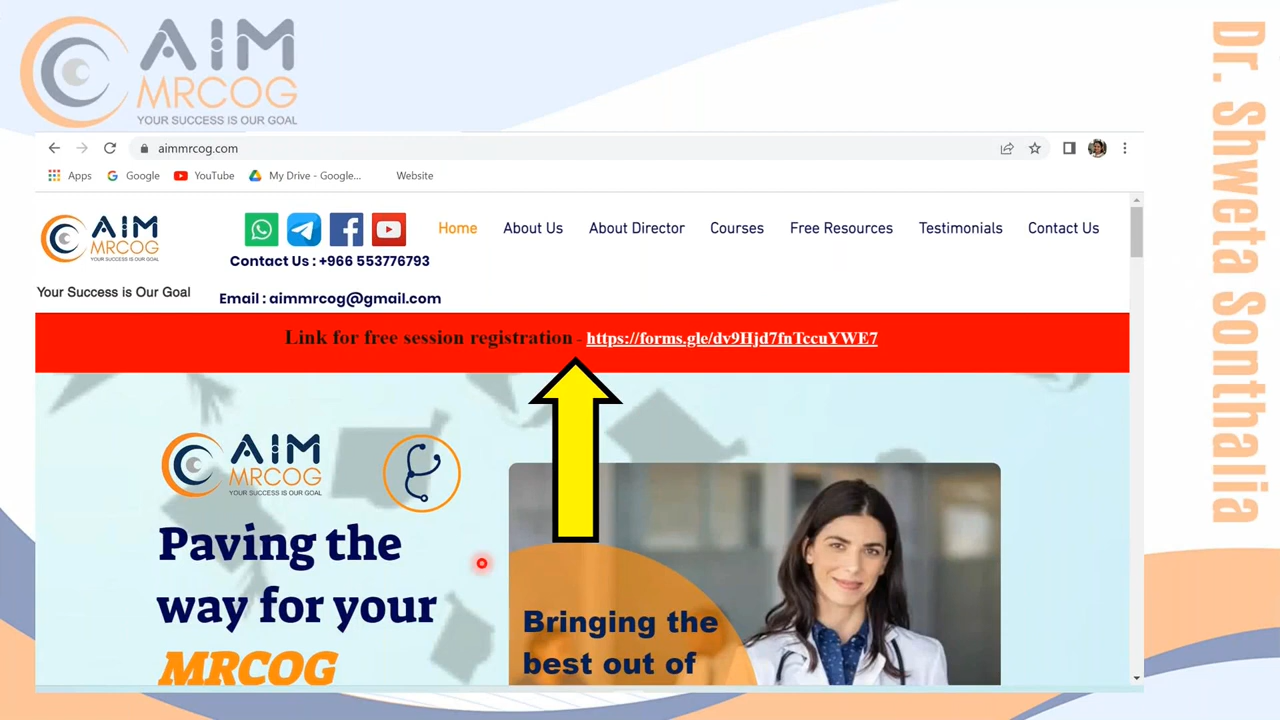 AIM
MRCOG
YOUR SUCCESS IS OUR GOAL
Dr. Shweta Sonthalia
aimmrcog.com
Apps Google YouTube My Drive - Google... Website
AIM
MRCOG
YOUR SUCCESS IS OUR GOAL
Home About Us About Director Courses Free Resources Testimonials Contact Us
Contact Us : +966 553776793
Your Success is Our Goal
Email : aimmrcog@gmail.com
Link for free session registration - https://forms.gle/dv9Hjd7fnTccuYWE7
AIM
MRCOG
YOUR SUCCESS IS OUR GOAL
Paving the
way for your
MRCOG
Bringing the
best out of